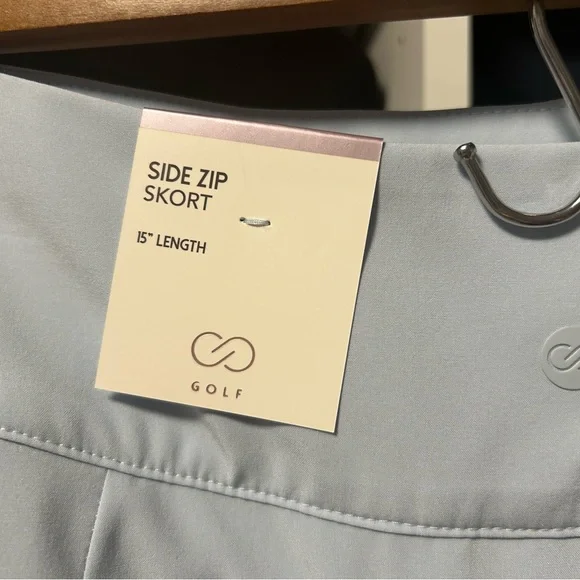 SIDE ZIP
SKORT
15" LENGTH
GOLF